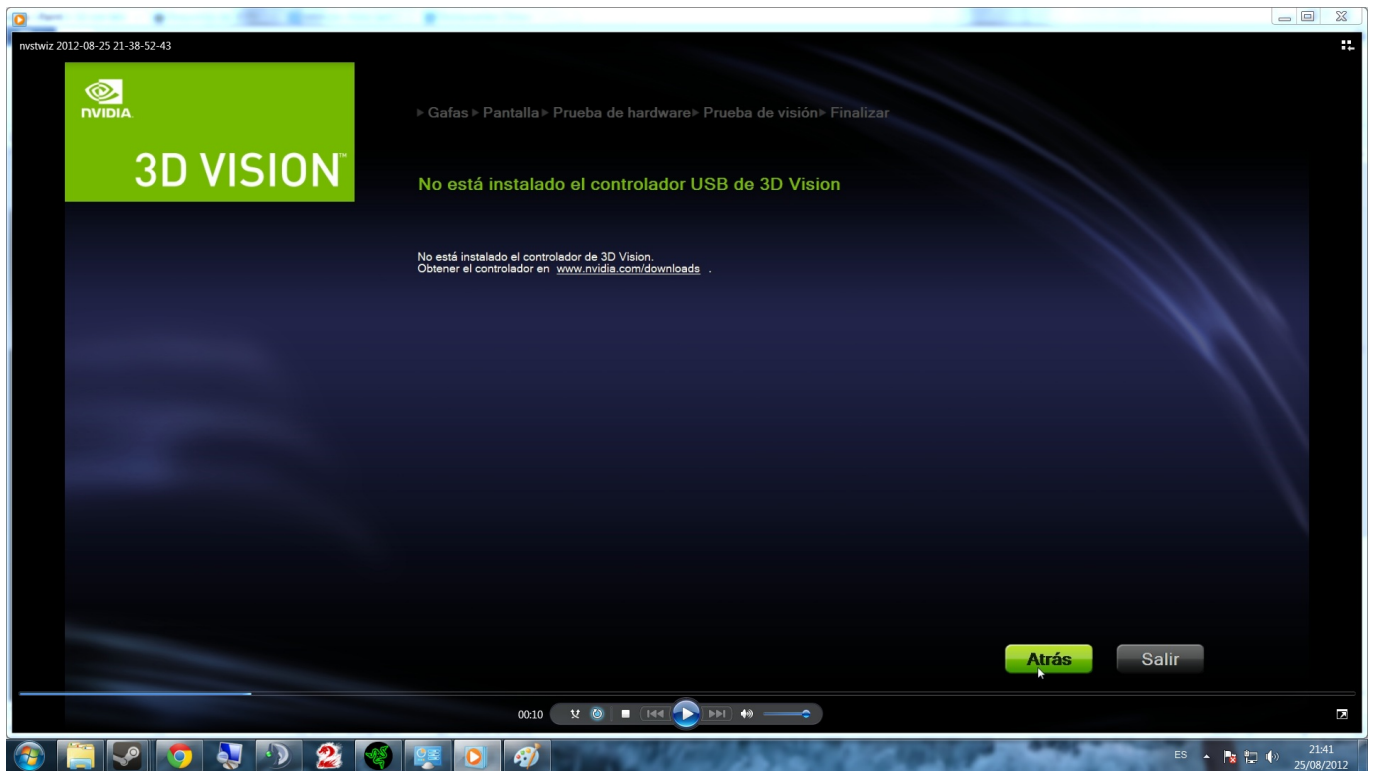 nvstwiz 2012-08-25 21-38-52-43
NVIDIA
3D VISION™
Gafas Pantalla Prueba de hardware Prueba de visión Finalizar
No está instalado el controlador USB de 3D Vision
No está instalado el controlador de 3D Vision.
Obtener el controlador en www.nvidia.com/downloads .
Atrás Salir
00:10
ES 21:41
25/08/2012